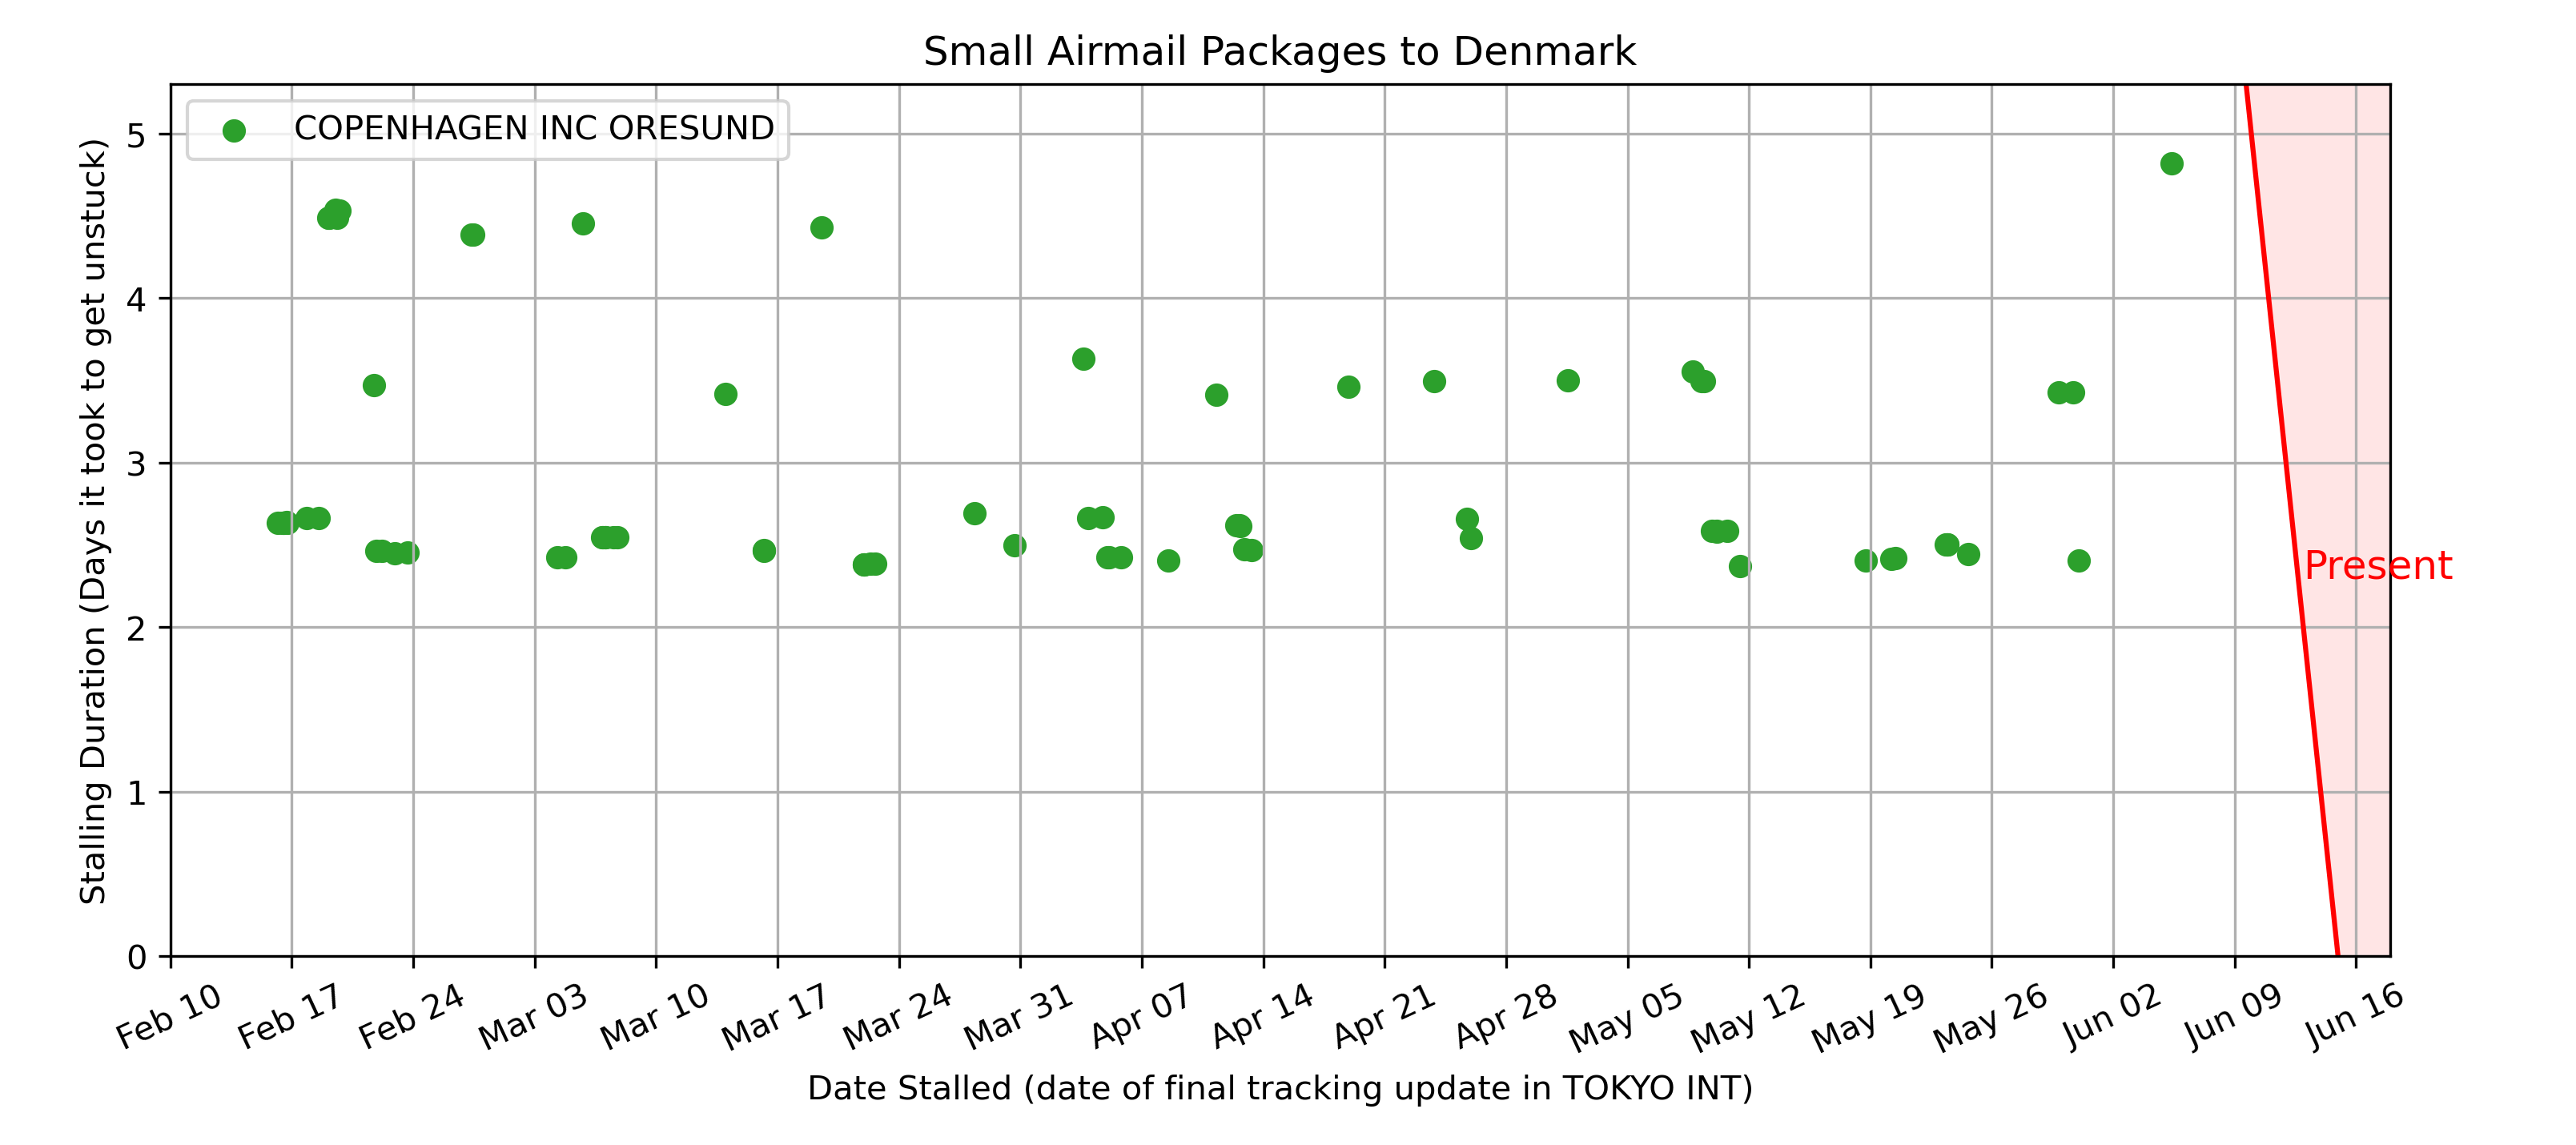 Small Airmail Packages to Denmark
COPENHAGEN INC ORESUND
Stalling Duration (Days it took to get unstuck)
5
4
3
2
1
0
Present
Feb 10
Feb 17
Feb 24
Mar 03
Mar 10
Mar 17
Mar 24
Mar 31
Apr 07
Apr 14
Apr 21
Apr 28
May 05
May 12
May 19
May 26
Jun 02
Jun 09
Jun 16
Date Stalled (date of final tracking update in TOKYO INT)